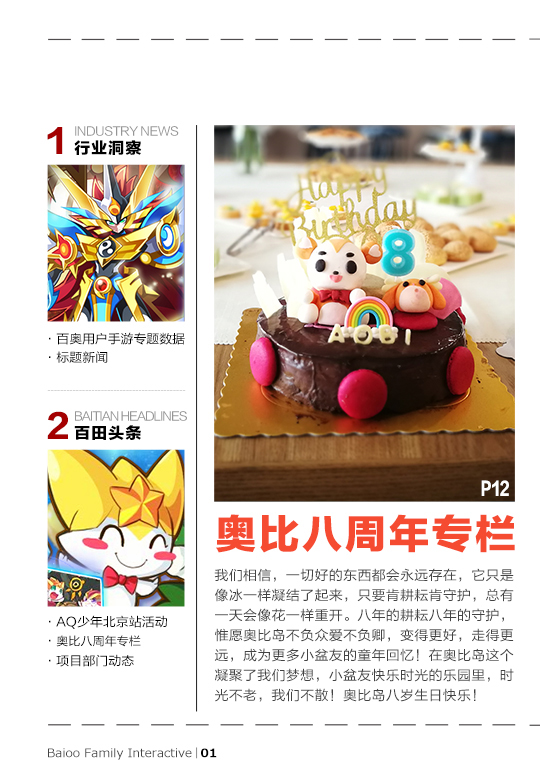 1 INDUSTRY NEWS
行业洞察
· 百奥用户手游专题数据
· 标题新闻
2 BAITIAN HEADLINES
百田头条
· AQ少年北京站活动
· 奥比八周年专栏
· 项目部门动态
Happy
Birthday
8
AOBI
P12
奥比八周年专栏
我们相信，一切好的东西都会永远存在，它只是
像冰一样凝结了起来，只要肯耕耘肯守护，总有
一天会像花一样重开。八年的耕耘八年的守护，
惟愿奥比岛不负众爱不负卿，变得更好，走得更
远，成为更多小盆友的童年回忆！在奥比岛这个
凝聚了我们梦想，小盆友快乐时光的乐园里，时
光不老，我们不散！奥比岛八岁生日快乐！
Baioo Family Interactive | 01